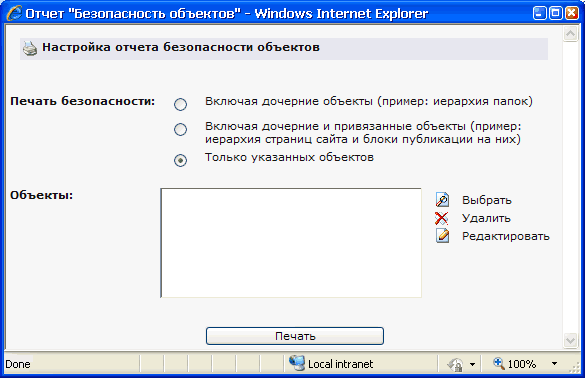 Отчет "Безопасность объектов" - Windows Internet Explorer
Настройка отчета безопасности объектов
Печать безопасности:
Включая дочерние объекты (пример: иерархия папок)
Включая дочерние и привязанные объекты (пример:
иерархия страниц сайта и блоки публикации на них)
Только указанных объектов
Объекты:
Выбрать
Удалить
Редактировать
Печать
Done
Local intranet
100%